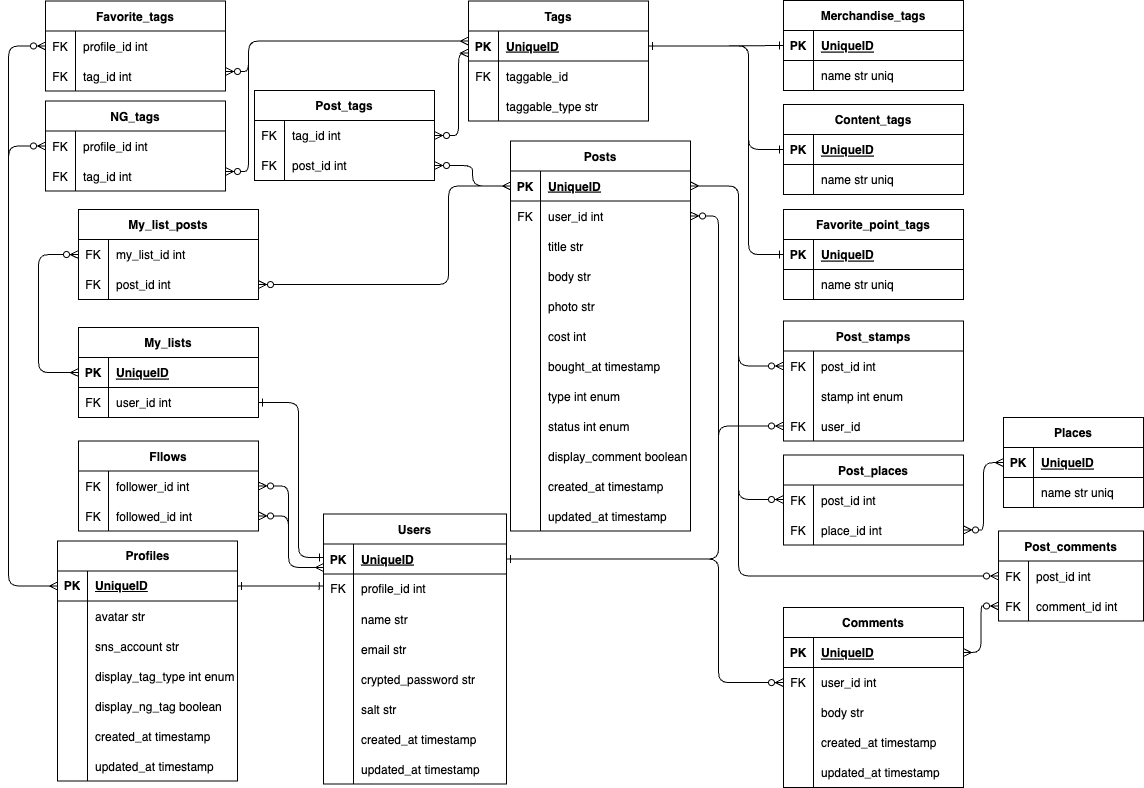 Favorite_tags
FK profile_id int
FK tag_id int
NG_tags
FK profile_id int
FK tag_id int
Post_tags
FK tag_id int
FK post_id int
Tags
PK UniqueID
FK taggable_id
taggable_type str
Merchandise_tags
PK UniqueID
name str uniq
Content_tags
PK UniqueID
name str uniq
Favorite_point_tags
PK UniqueID
name str uniq
My_list_posts
FK my_list_id int
FK post_id int
My_lists
PK UniqueID
FK user_id int
Fllows
FK follower_id int
FK followed_id int
Profiles
PK UniqueID
avatar str
sns_account str
display_tag_type int enum
display_ng_tag boolean
created_at timestamp
updated_at timestamp
Users
PK UniqueID
FK profile_id int
name str
email str
crypted_password str
salt str
created_at timestamp
updated_at timestamp
Posts
PK UniqueID
FK user_id int
title str
body str
photo str
cost int
bought_at timestamp
type int enum
status int enum
display_comment boolean
created_at timestamp
updated_at timestamp
Post_stamps
FK post_id int
stamp int enum
FK user_id
Post_places
FK post_id int
FK place_id int
Places
PK UniqueID
name str uniq
Post_comments
FK post_id int
FK comment_id int
Comments
PK UniqueID
FK user_id int
body str
created_at timestamp
updated_at timestamp